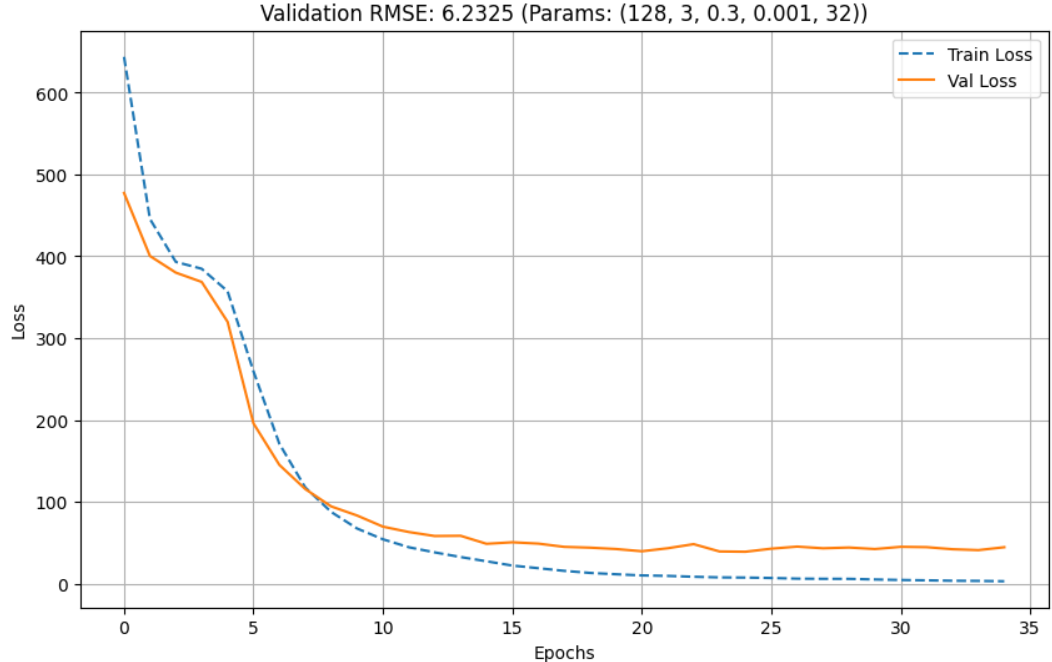 Validation RMSE: 6.2325 (Params: (128, 3, 0.3, 0.001, 32))
Train Loss
Val Loss
600
500
400
300
200
100
0
Loss
0 5 10 15 20 25 30 35
Epochs